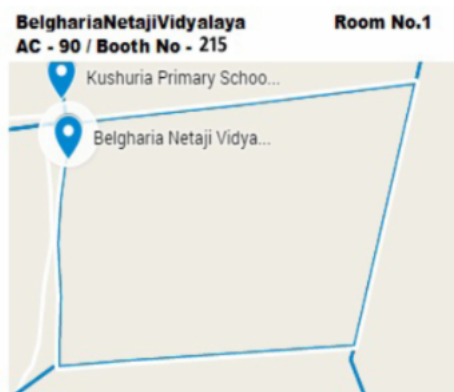 BelghariaNetajiVidyalaya Room No.1
AC - 90 / Booth No - 215
Kushuria Primary Schoo...
Belgharia Netaji Vidya...